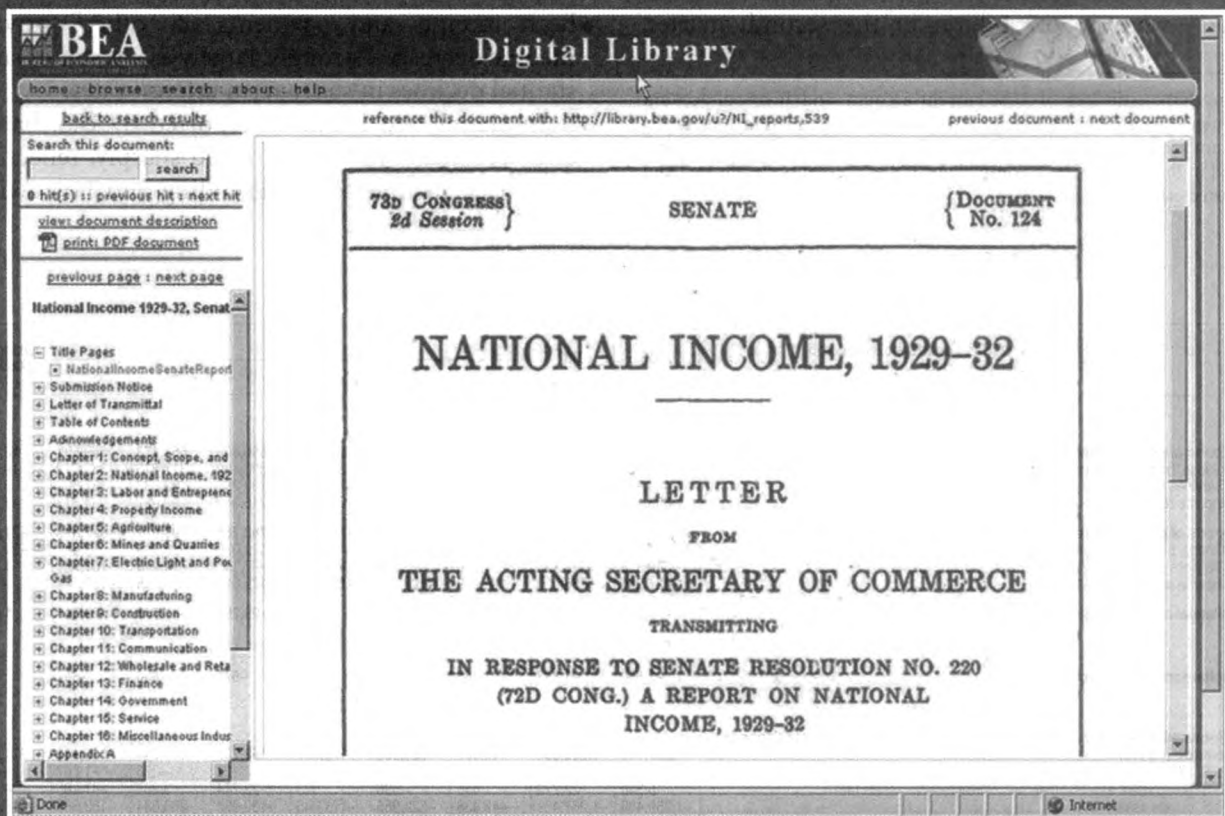 BEA
BUREAU OF ECONOMIC ANALYSIS
Digital Library
home : browse : search : about : help
back to search results
reference this document with: http://library.bea.gov/u?/NI_reports,539
previous document : next document
Search this document:
search
0 hit(s) :: previous hit : next hit
view: document description
print: PDF document
previous page : next page
National Income 1929-32, Senat
Title Pages
NationalIncomeSenateReport
Submission Notice
Letter of Transmittal
Table of Contents
Acknowledgements
Chapter 1: Concept, Scope, and
Chapter 2: National Income, 192
Chapter 3: Labor and Entreprene
Chapter 4: Property Income
Chapter 5: Agriculture
Chapter 6: Mines and Quarries
Chapter 7: Electric Light and Po
Gas
Chapter 8: Manufacturing
Chapter 9: Construction
Chapter 10: Transportation
Chapter 11: Communication
Chapter 12: Wholesale and Reta
Chapter 13: Finance
Chapter 14: Government
Chapter 15: Service
Chapter 16: Miscellaneous Indus
Appendix A
73D CONGRESS
2d Session
SENATE
DOCUMENT
No. 124
NATIONAL INCOME, 1929–32
LETTER
FROM
THE ACTING SECRETARY OF COMMERCE
TRANSMITTING
IN RESPONSE TO SENATE RESOLUTION NO. 220
(72D CONG.) A REPORT ON NATIONAL
INCOME, 1929–32
Done
Internet